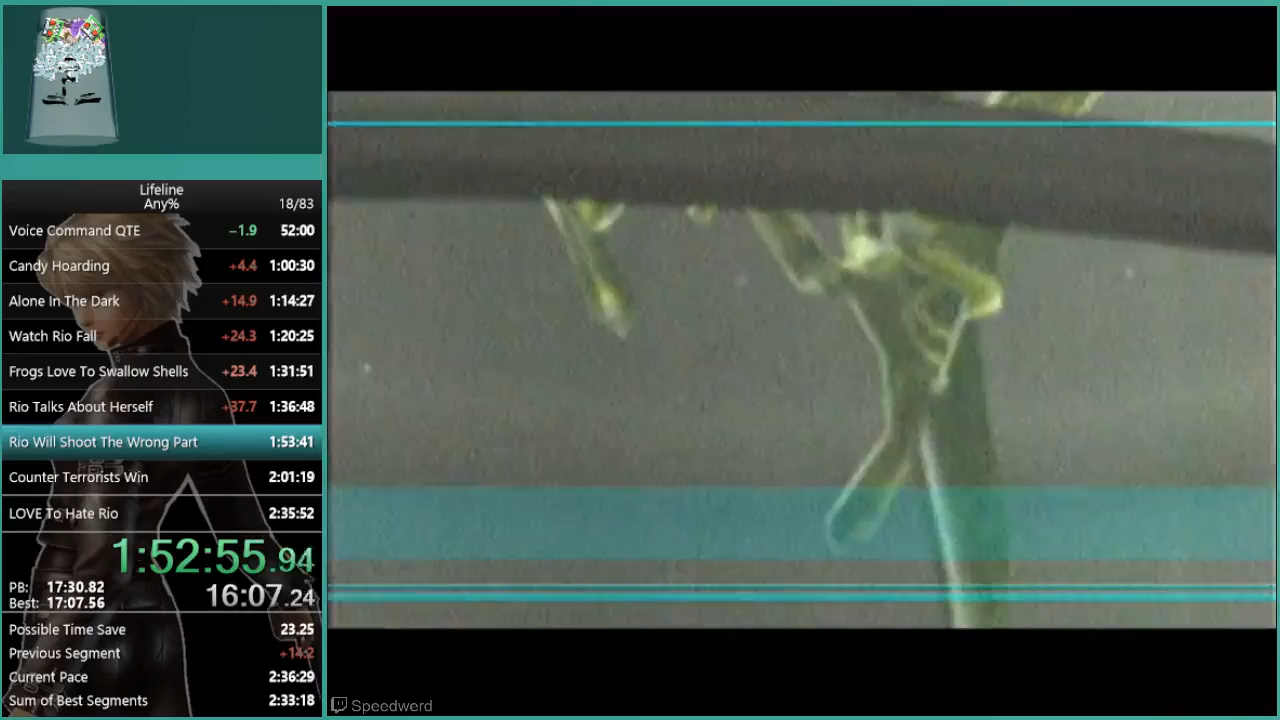 Lifeline
Any% 18/83
Voice Command QTE −1.9 52:00
Candy Hoarding +4.4 1:00:30
Alone In The Dark +14.9 1:14:27
Watch Rio Fall +24.3 1:20:25
Frogs Love To Swallow Shells +23.4 1:31:51
Rio Talks About Herself +37.7 1:36:48
Rio Will Shoot The Wrong Part 1:53:41
Counter Terrorists Win 2:01:19
LOVE To Hate Rio 2:35:52
1:52:55.94
PB: 17:30.82
Best: 17:07.56
16:07.24
Possible Time Save 23.25
Previous Segment +14.2
Current Pace 2:36:29
Sum of Best Segments 2:33:18
Speedwerd